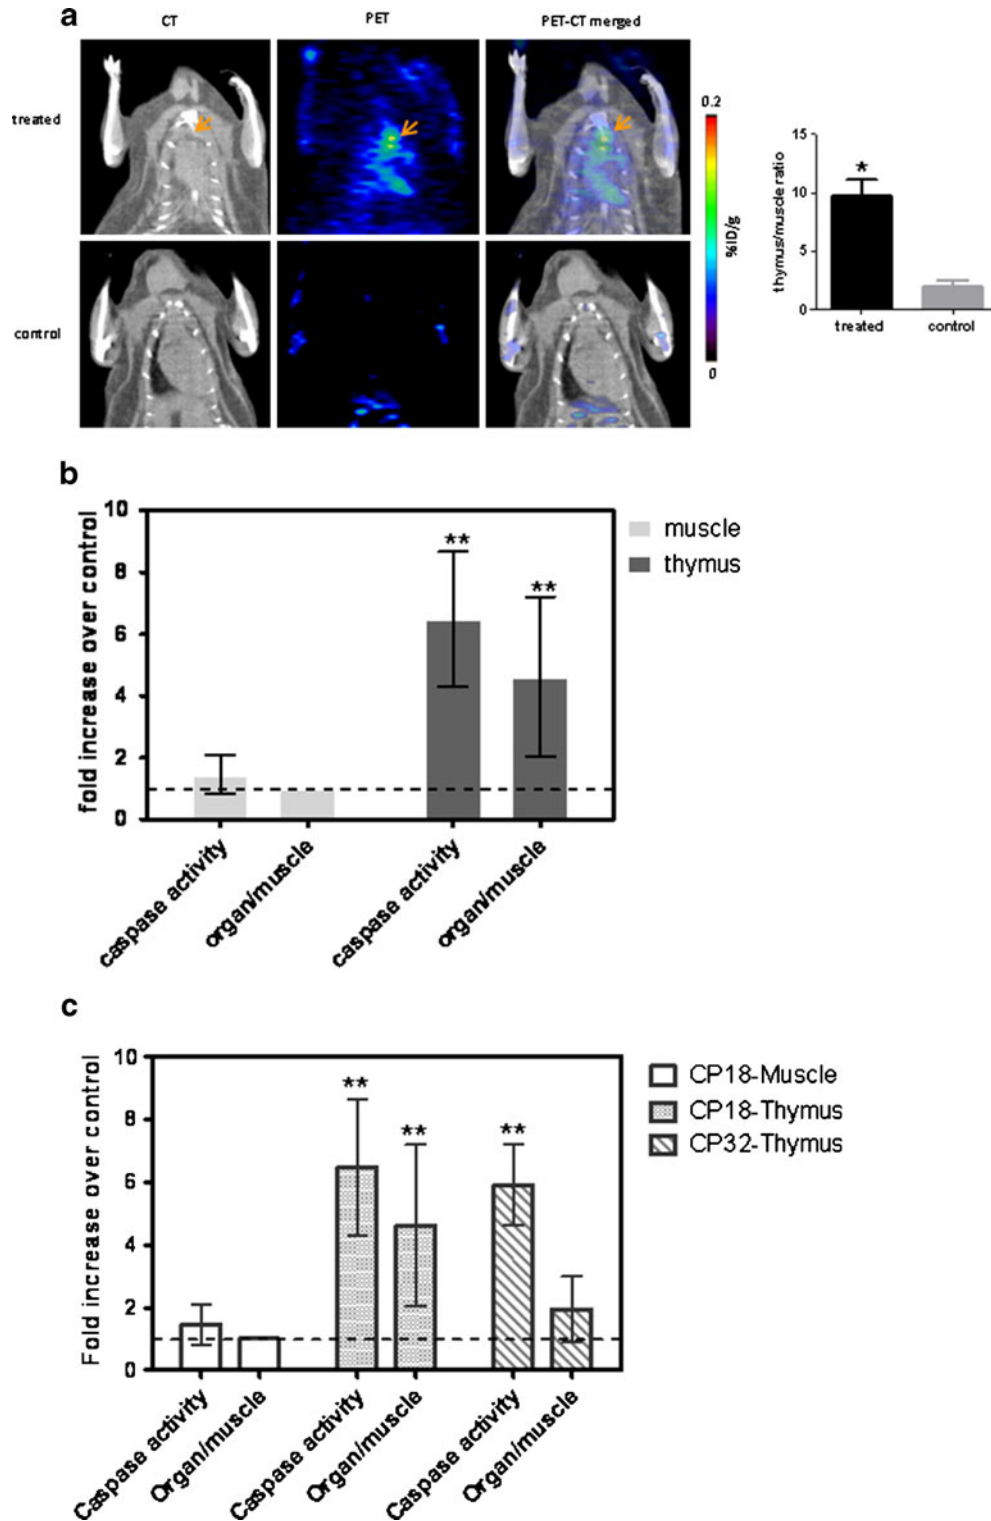 a
CT
PET
PET-CT merged
treated
control
0.2
%ID/g
0
thymus/muscle ratio
15
10
5
0
*
treated
control
b
fold increase over control
10
8
6
4
2
0
**
**
muscle
thymus
caspase activity
organ/muscle
caspase activity
organ/muscle
c
Fold increase over control
10
8
6
4
2
0
**
**
**
CP18-Muscle
CP18-Thymus
CP32-Thymus
Caspase activity
Organ/muscle
Caspase activity
Organ/muscle
Caspase activity
Organ/muscle